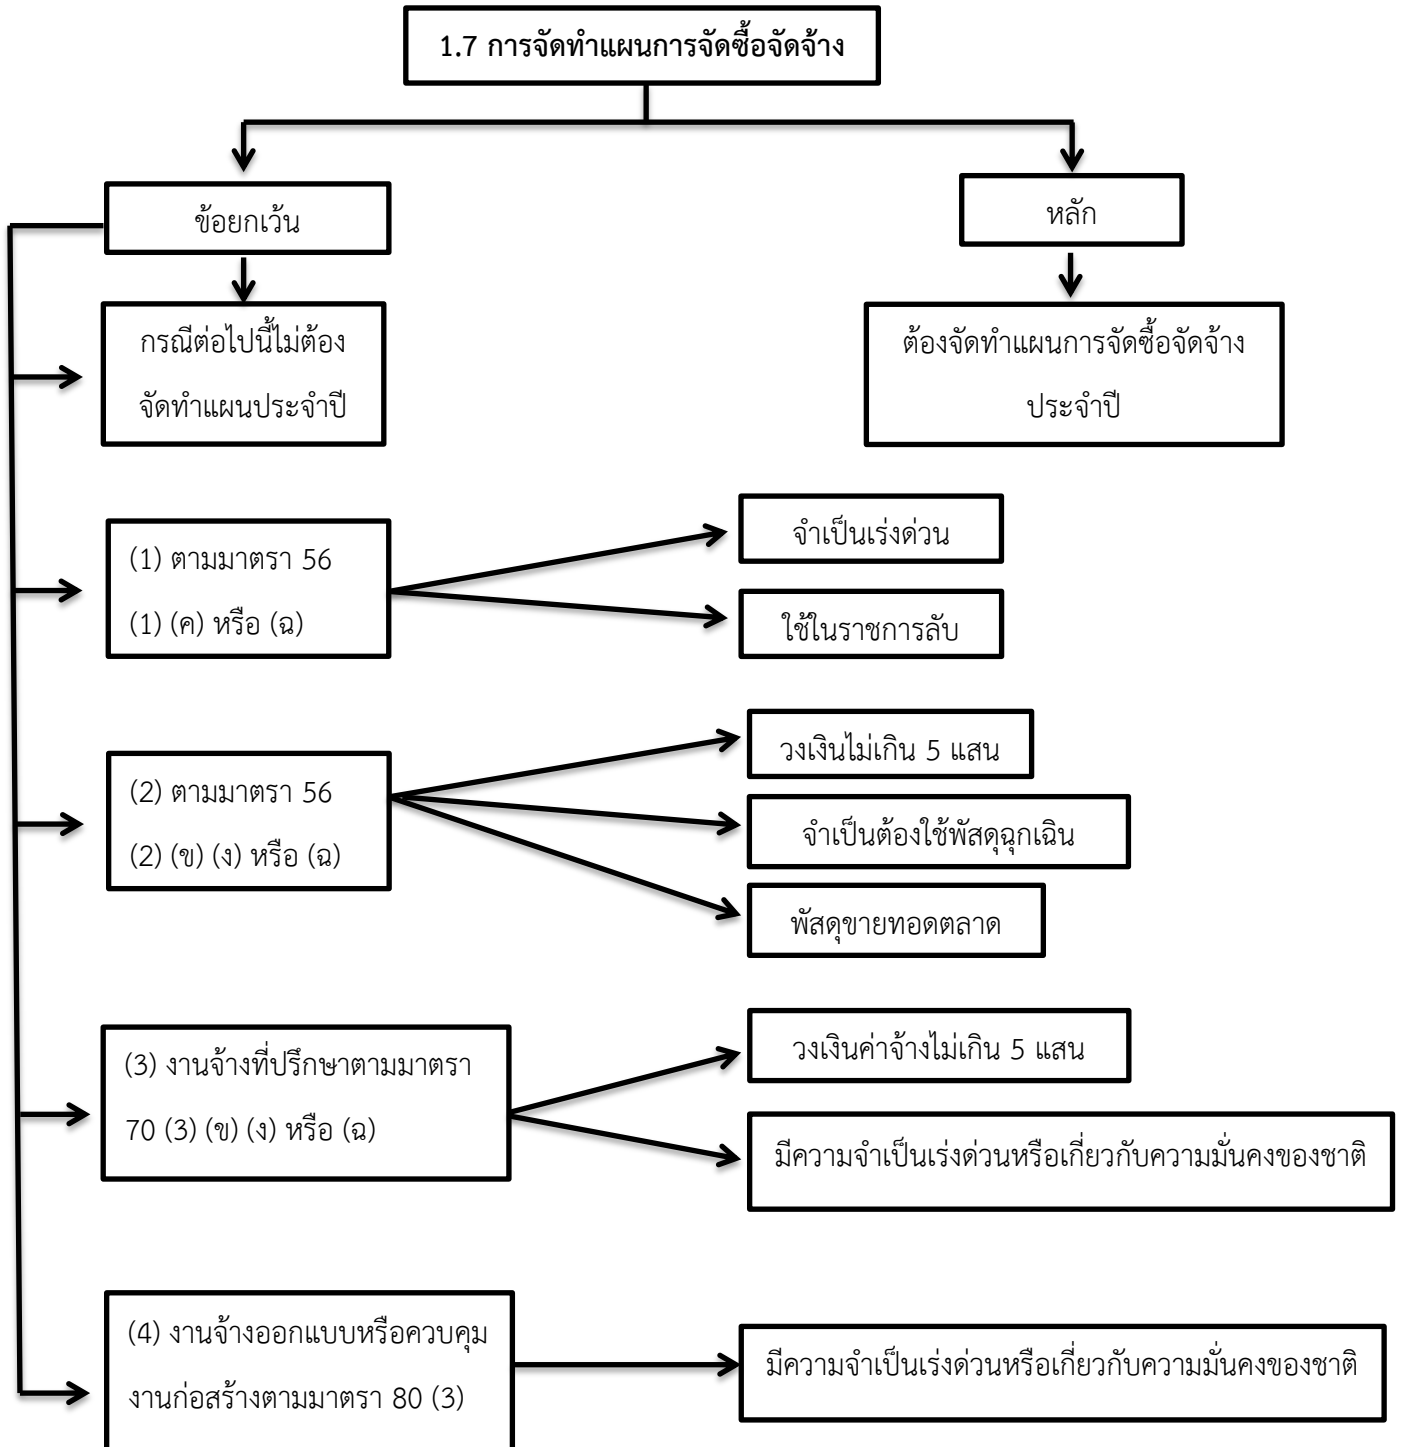 1.7 การจัดทำแผนการจัดซื้อจัดจ้าง
ข้อยกเว้น
หลัก
กรณีต่อไปนี้ไม่ต้อง
จัดทำแผนประจำปี
ต้องจัดทำแผนการจัดซื้อจัดจ้าง
ประจำปี
(1) ตามมาตรา 56
(1) (ค) หรือ (ฉ)
จำเป็นเร่งด่วน
ใช้ในราชการลับ
(2) ตามมาตรา 56
(2) (ข) (ง) หรือ (ฉ)
วงเงินไม่เกิน 5 แสน
จำเป็นต้องใช้พัสดุฉุกเฉิน
พัสดุขายทอดตลาด
(3) งานจ้างที่ปรึกษาตามมาตรา
70 (3) (ข) (ง) หรือ (ฉ)
วงเงินค่าจ้างไม่เกิน 5 แสน
มีความจำเป็นเร่งด่วนหรือเกี่ยวกับความมั่นคงของชาติ
(4) งานจ้างออกแบบหรือควบคุม
งานก่อสร้างตามมาตรา 80 (3)
มีความจำเป็นเร่งด่วนหรือเกี่ยวกับความมั่นคงของชาติ